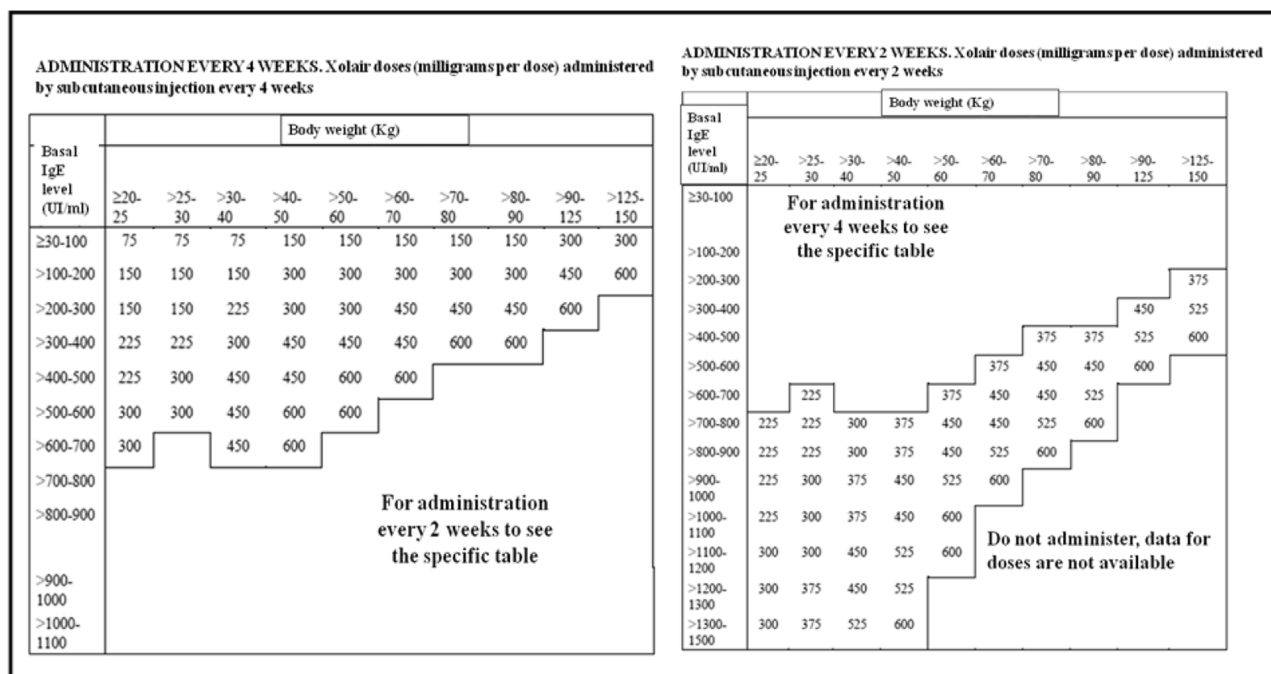 ADMINISTRATION EVERY 4 WEEKS. Xolair doses (milligrams per dose) administered
by subcutaneous injection every 4 weeks
Body weight (Kg)
Basal
IgE
level
(UI/ml)
≥20-25 >25-30 >30-40 >40-50 >50-60 >60-70 >70-80 >80-90 >90-125 >125-150
≥30-100 75 75 75 150 150 150 150 150 300 300
>100-200 150 150 150 300 300 300 300 300 450 600
>200-300 150 150 225 300 300 450 450 450 600
>300-400 225 225 300 450 450 450 600 600
>400-500 225 300 450 450 600 600
>500-600 300 300 450 600 600
>600-700 300 450 600
>700-800
>800-900
>900-1000
>1000-1100
For administration
every 2 weeks to see
the specific table
ADMINISTRATION EVERY 2 WEEKS. Xolair doses (milligrams per dose) administered
by subcutaneous injection every 2 weeks
Body weight (Kg)
Basal
IgE
level
(UI/ml)
≥20-25 >25-30 >30-40 >40-50 >50-60 >60-70 >70-80 >80-90 >90-125 >125-150
≥30-100
For administration
every 4 weeks to see
the specific table
>100-200
>200-300 375
>300-400 450 525
>400-500 375 375 525 600
>500-600 375 450 450 600
>600-700 225 375 450 450 525
>700-800 225 225 300 375 450 450 525 600
>800-900 225 225 300 375 450 525 600
>900-1000 225 300 375 450 525 600
>1000-1100 225 300 375 450 600
>1100-1200 300 300 450 525 600
>1200-1300 300 375 450 525
>1300-1500 300 375 525 600
Do not administer, data for
doses are not available